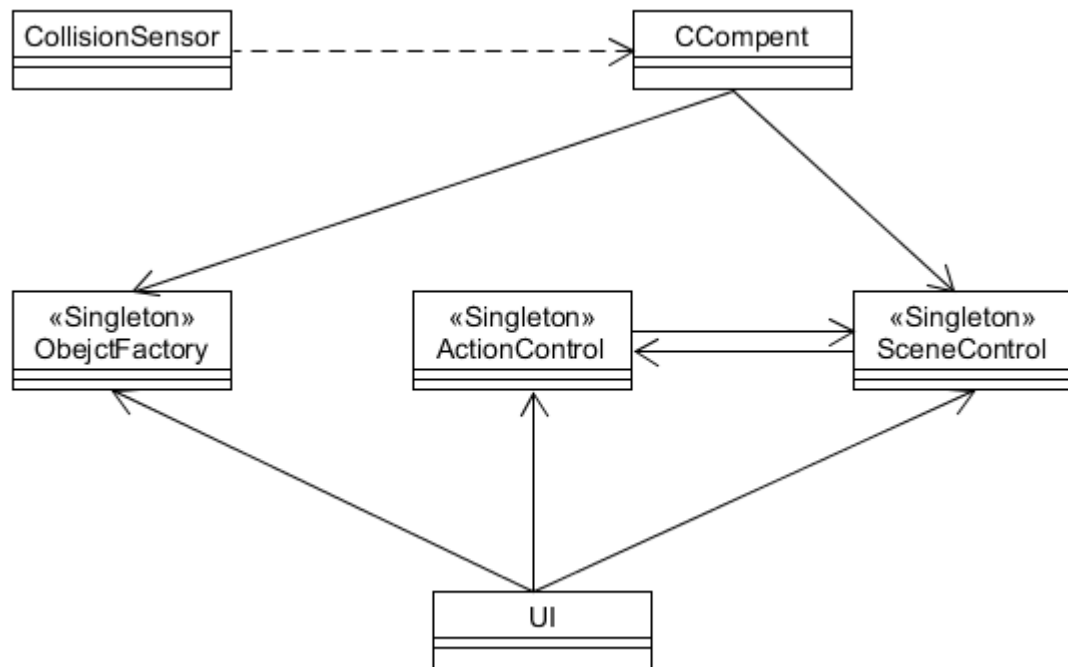 CollisionSensor
CCompent
«Singleton»
ObejctFactory
«Singleton»
ActionControl
«Singleton»
SceneControl
UI